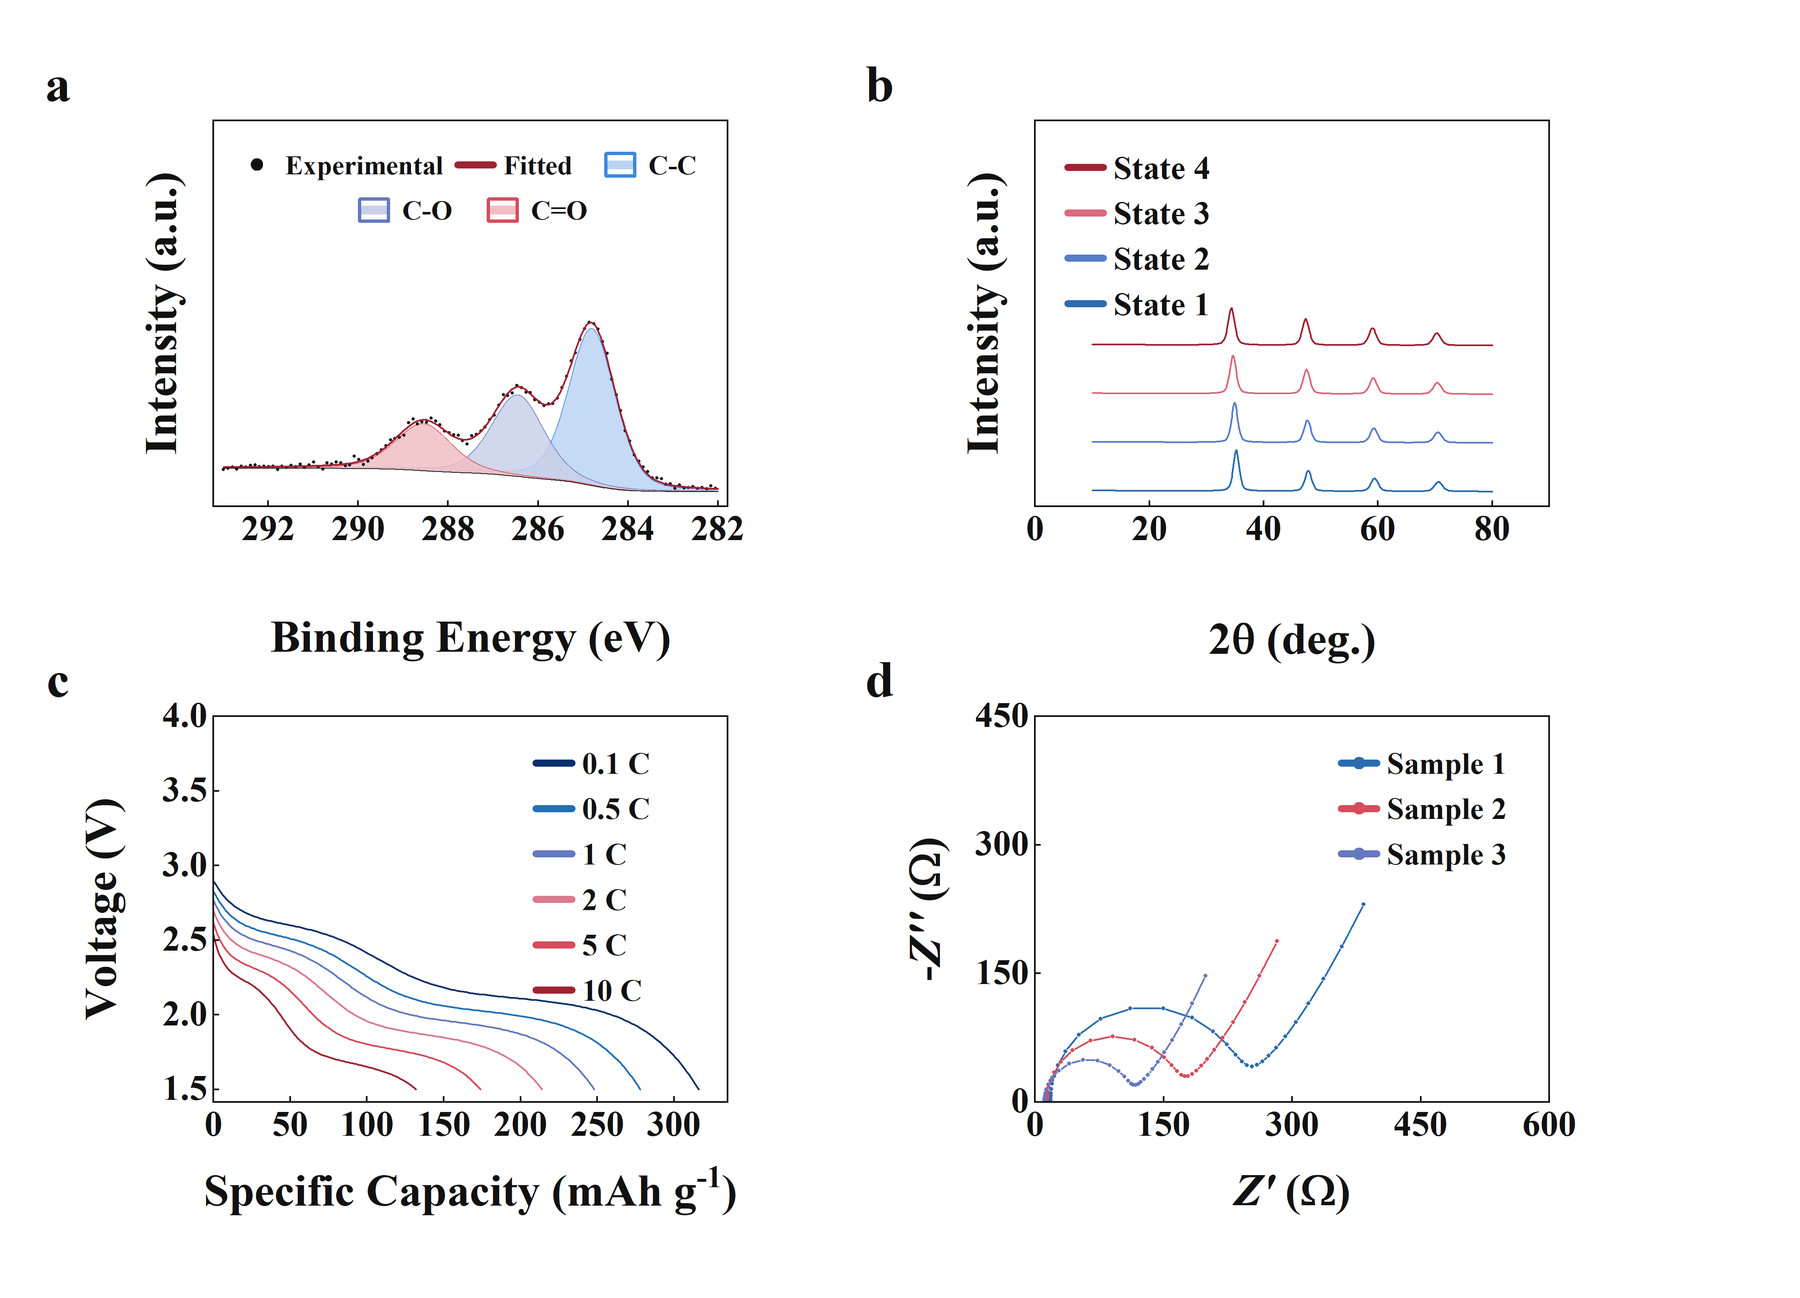 a
Intensity (a.u.)
Experimental Fitted C-C
C-O C=O
292 290 288 286 284 282
Binding Energy (eV)
b
Intensity (a.u.)
State 4
State 3
State 2
State 1
0 20 40 60 80
2θ (deg.)
c
Voltage (V)
4.0
3.5
3.0
2.5
2.0
1.5
0.1 C
0.5 C
1 C
2 C
5 C
10 C
0 50 100 150 200 250 300
Specific Capacity (mAh g⁻¹)
d
-Z′′ (Ω)
450
300
150
0
Sample 1
Sample 2
Sample 3
0 150 300 450 600
Z′ (Ω)